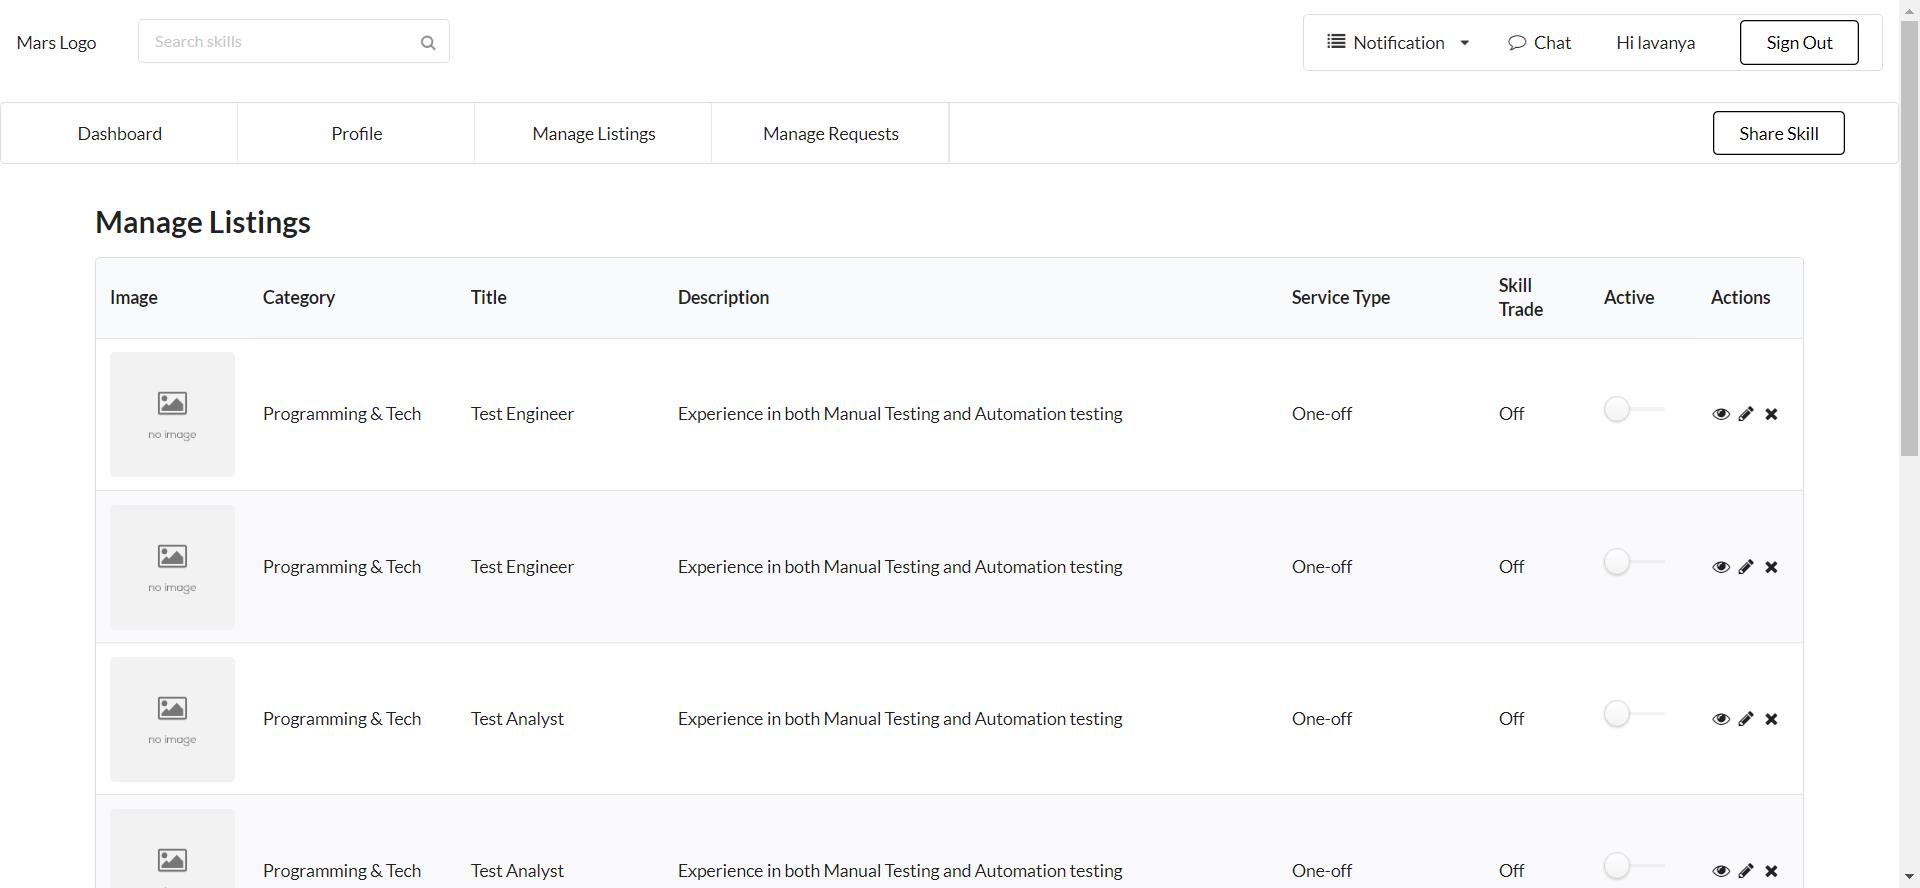 Mars Logo
Search skills
Notification
Chat
Hi lavanya
Sign Out
Dashboard
Profile
Manage Listings
Manage Requests
Share Skill
Manage Listings
Image
Category
Title
Description
Service Type
Skill
Trade
Active
Actions
no image
Programming & Tech
Test Engineer
Experience in both Manual Testing and Automation testing
One-off
Off
no image
Programming & Tech
Test Engineer
Experience in both Manual Testing and Automation testing
One-off
Off
no image
Programming & Tech
Test Analyst
Experience in both Manual Testing and Automation testing
One-off
Off
Programming & Tech
Test Analyst
Experience in both Manual Testing and Automation testing
One-off
Off